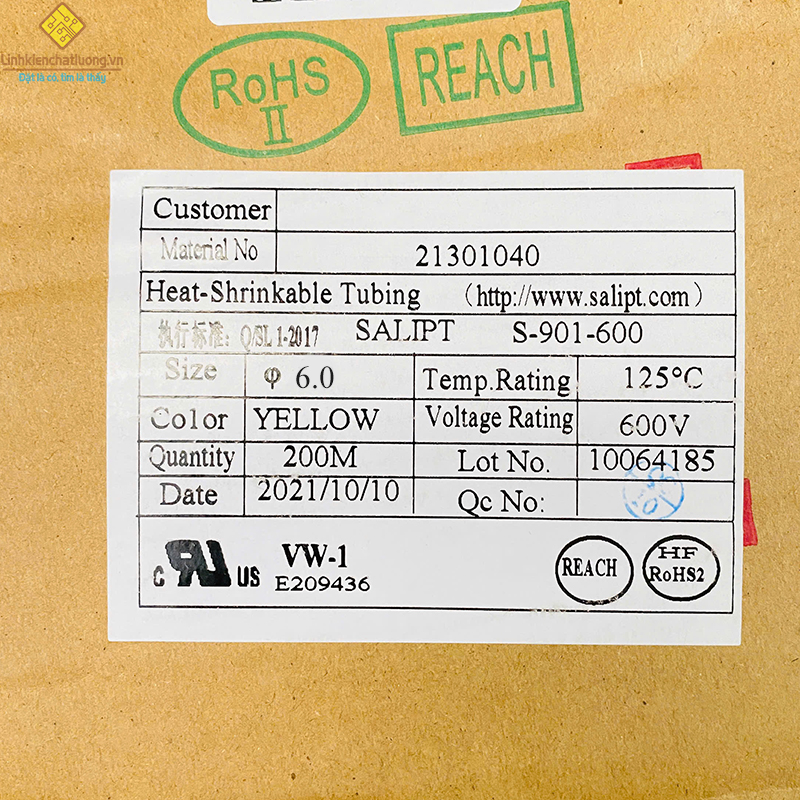 Linhkienchatluong.vn
Đặt là có, tìm là thấy
RoHS
II
REACH
Customer
Material No 21301040
Heat-Shrinkable Tubing （http://www.salipt.com）
执行标准: Q/SL 1-2017 SALIPT S-901-600
Size φ 6.0 Temp.Rating 125°C
Color YELLOW Voltage Rating 600V
Quantity 200M Lot No. 10064185
Date 2021/10/10 Qc No:
c RU US VW-1
E209436
REACH
HF
RoHS2